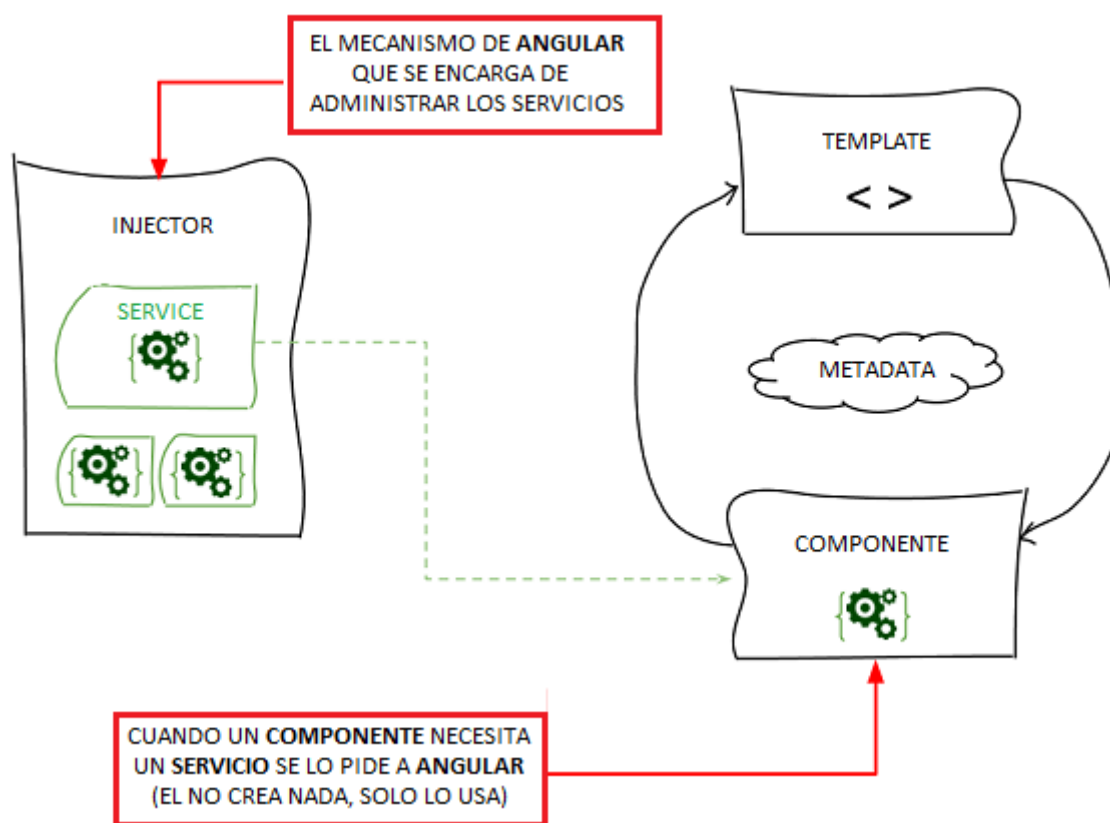 EL MECANISMO DE ANGULAR
QUE SE ENCARGA DE
ADMINISTRAR LOS SERVICIOS
TEMPLATE
< >
INJECTOR
SERVICE
{ }
{ } { }
METADATA
COMPONENTE
{ }
CUANDO UN COMPONENTE NECESITA
UN SERVICIO SE LO PIDE A ANGULAR
(EL NO CREA NADA, SOLO LO USA)